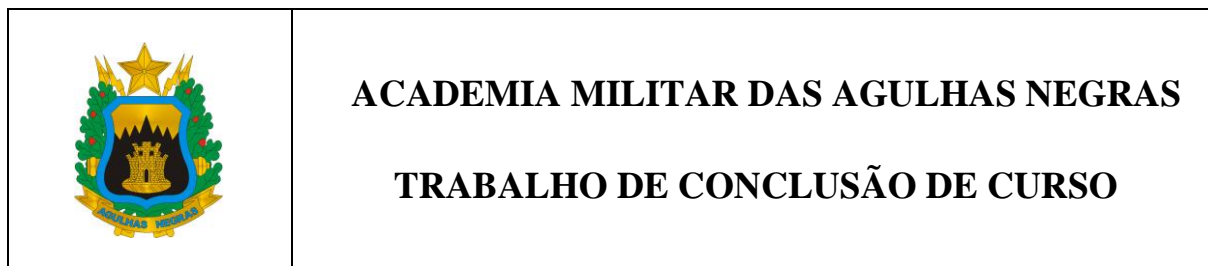 ACADEMIA MILITAR DAS AGULHAS NEGRAS
TRABALHO DE CONCLUSÃO DE CURSO
AGULHAS NEGRAS